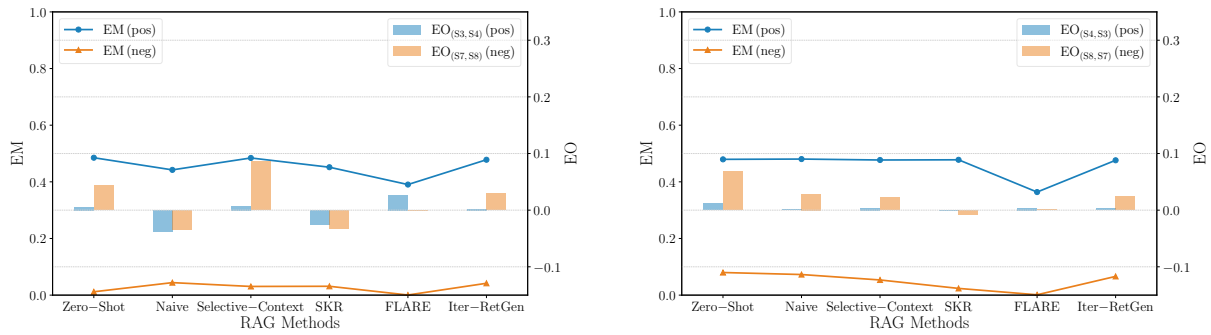 1.0
0.8
0.6
0.4
0.2
0.0
EM
EM (pos)
EM (neg)
EO(S3, S4) (pos)
EO(S7, S8) (neg)
0.3
0.2
0.1
0.0
−0.1
EO
Zero−Shot Naive Selective−Context SKR FLARE Iter−RetGen
RAG Methods
1.0
0.8
0.6
0.4
0.2
0.0
EM
EM (pos)
EM (neg)
EO(S4, S3) (pos)
EO(S8, S7) (neg)
0.3
0.2
0.1
0.0
−0.1
EO
Zero−Shot Naive Selective−Context SKR FLARE Iter−RetGen
RAG Methods